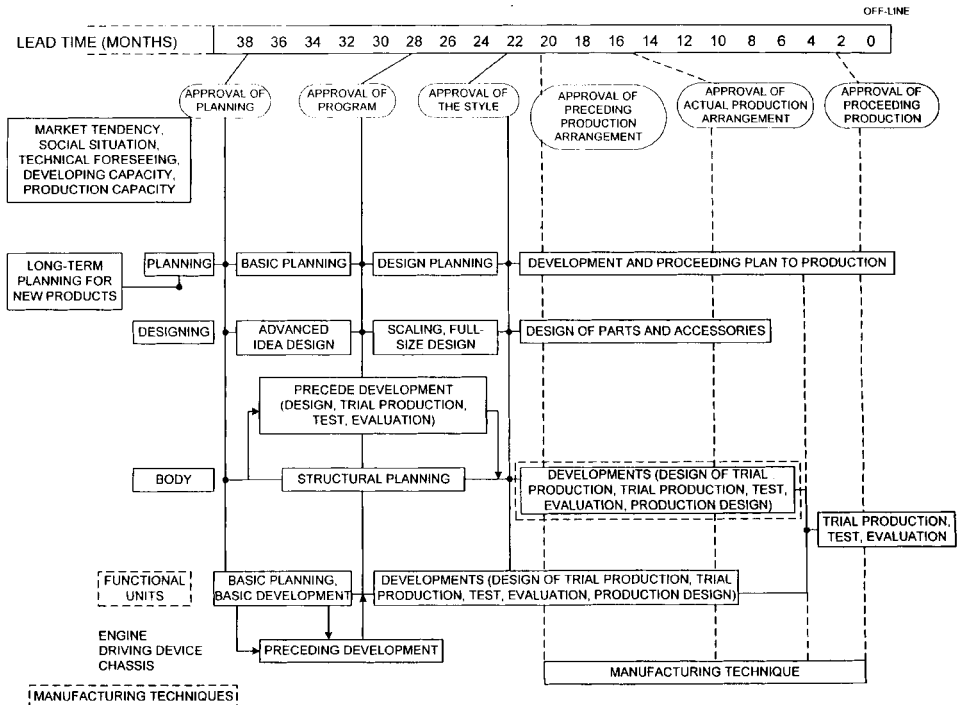 OFF-LINE
LEAD TIME (MONTHS) 38 36 34 32 30 28 26 24 22 20 18 16 14 12 10 8 6 4 2 0
APPROVAL OF
PLANNING
APPROVAL OF
PROGRAM
APPROVAL OF
THE STYLE
APPROVAL OF
PRECEDING
PRODUCTION
ARRANGEMENT
APPROVAL OF
ACTUAL PRODUCTION
ARRANGEMENT
APPROVAL OF
PROCEEDING
PRODUCTION
MARKET TENDENCY,
SOCIAL SITUATION,
TECHNICAL FORESEEING,
DEVELOPING CAPACITY,
PRODUCTION CAPACITY
LONG-TERM
PLANNING FOR
NEW PRODUCTS
PLANNING
BASIC PLANNING
DESIGN PLANNING
DEVELOPMENT AND PROCEEDING PLAN TO PRODUCTION
DESIGNING
ADVANCED
IDEA DESIGN
SCALING, FULL-
SIZE DESIGN
DESIGN OF PARTS AND ACCESSORIES
PRECEDE DEVELOPMENT
(DESIGN, TRIAL PRODUCTION,
TEST, EVALUATION)
BODY
STRUCTURAL PLANNING
DEVELOPMENTS (DESIGN OF TRIAL
PRODUCTION, TRIAL PRODUCTION, TEST,
EVALUATION, PRODUCTION DESIGN)
TRIAL PRODUCTION,
TEST, EVALUATION
FUNCTIONAL
UNITS
BASIC PLANNING,
BASIC DEVELOPMENT
DEVELOPMENTS (DESIGN OF TRIAL PRODUCTION, TRIAL
PRODUCTION, TEST, EVALUATION, PRODUCTION DESIGN)
ENGINE
DRIVING DEVICE
CHASSIS
PRECEDING DEVELOPMENT
MANUFACTURING TECHNIQUE
MANUFACTURING TECHNIQUES